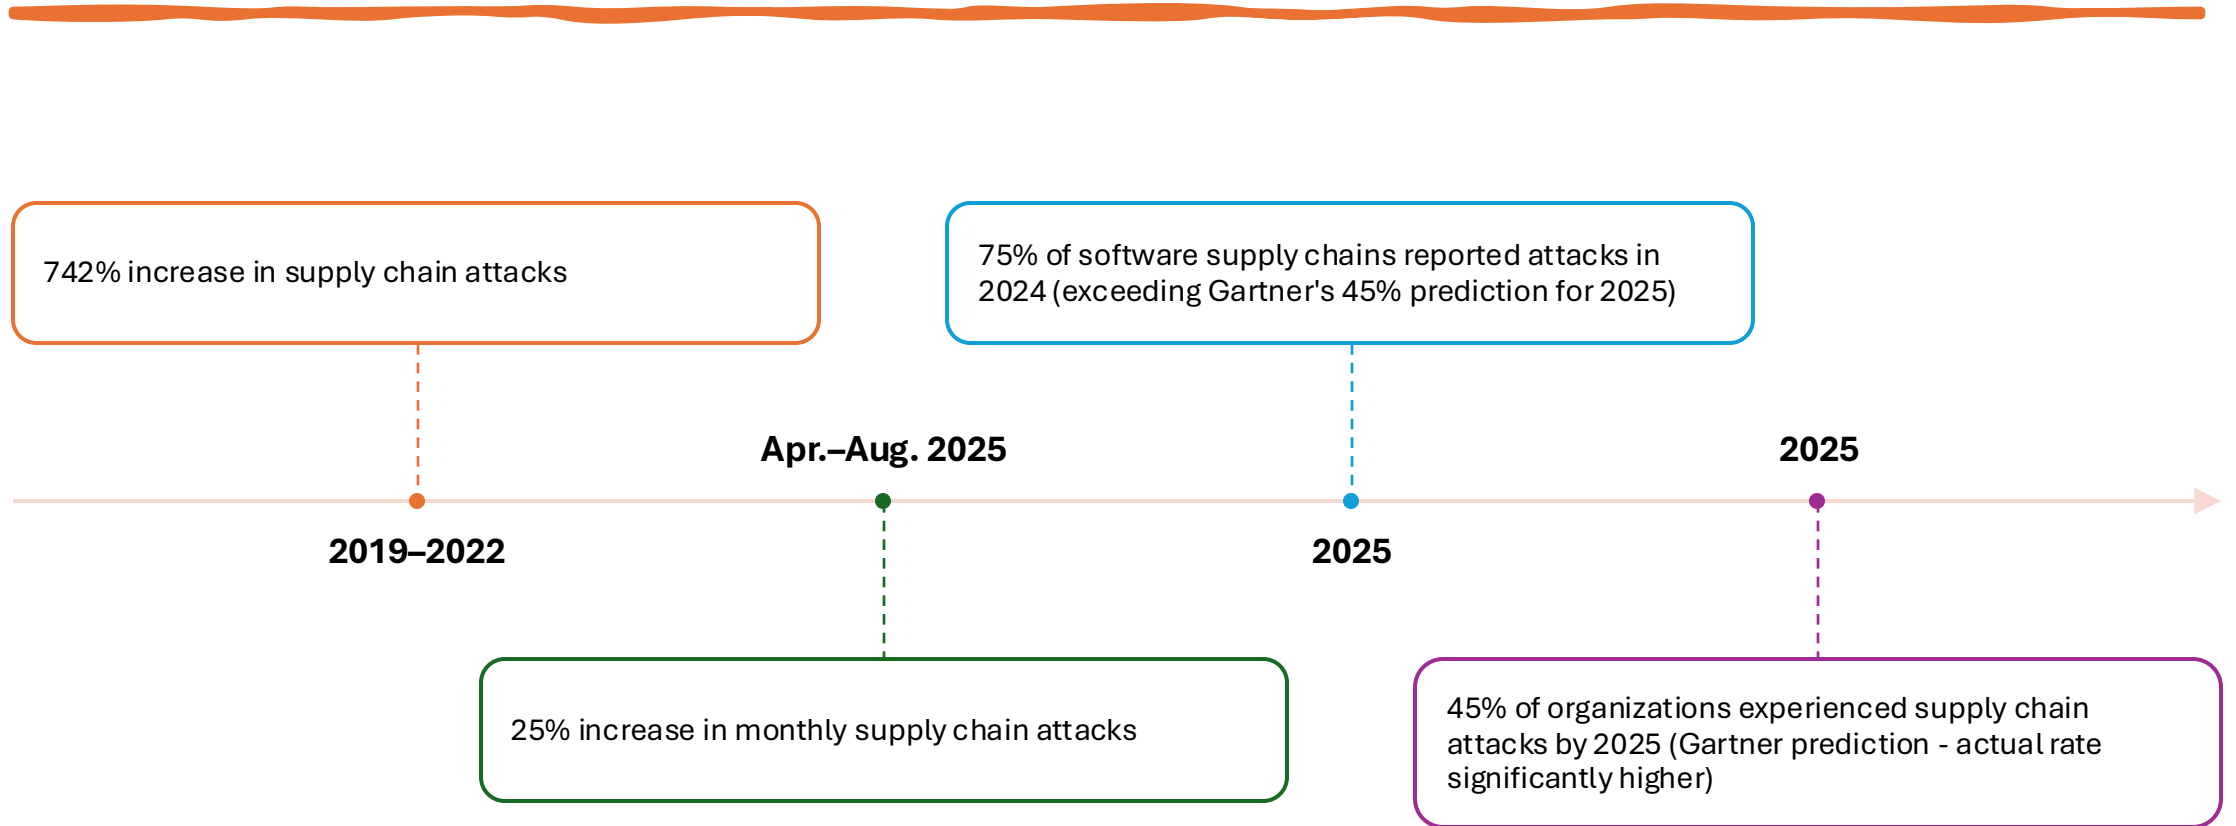 742% increase in supply chain attacks
75% of software supply chains reported attacks in
2024 (exceeding Gartner's 45% prediction for 2025)
Apr.–Aug. 2025
2025
2019–2022
2025
25% increase in monthly supply chain attacks
45% of organizations experienced supply chain
attacks by 2025 (Gartner prediction - actual rate
significantly higher)